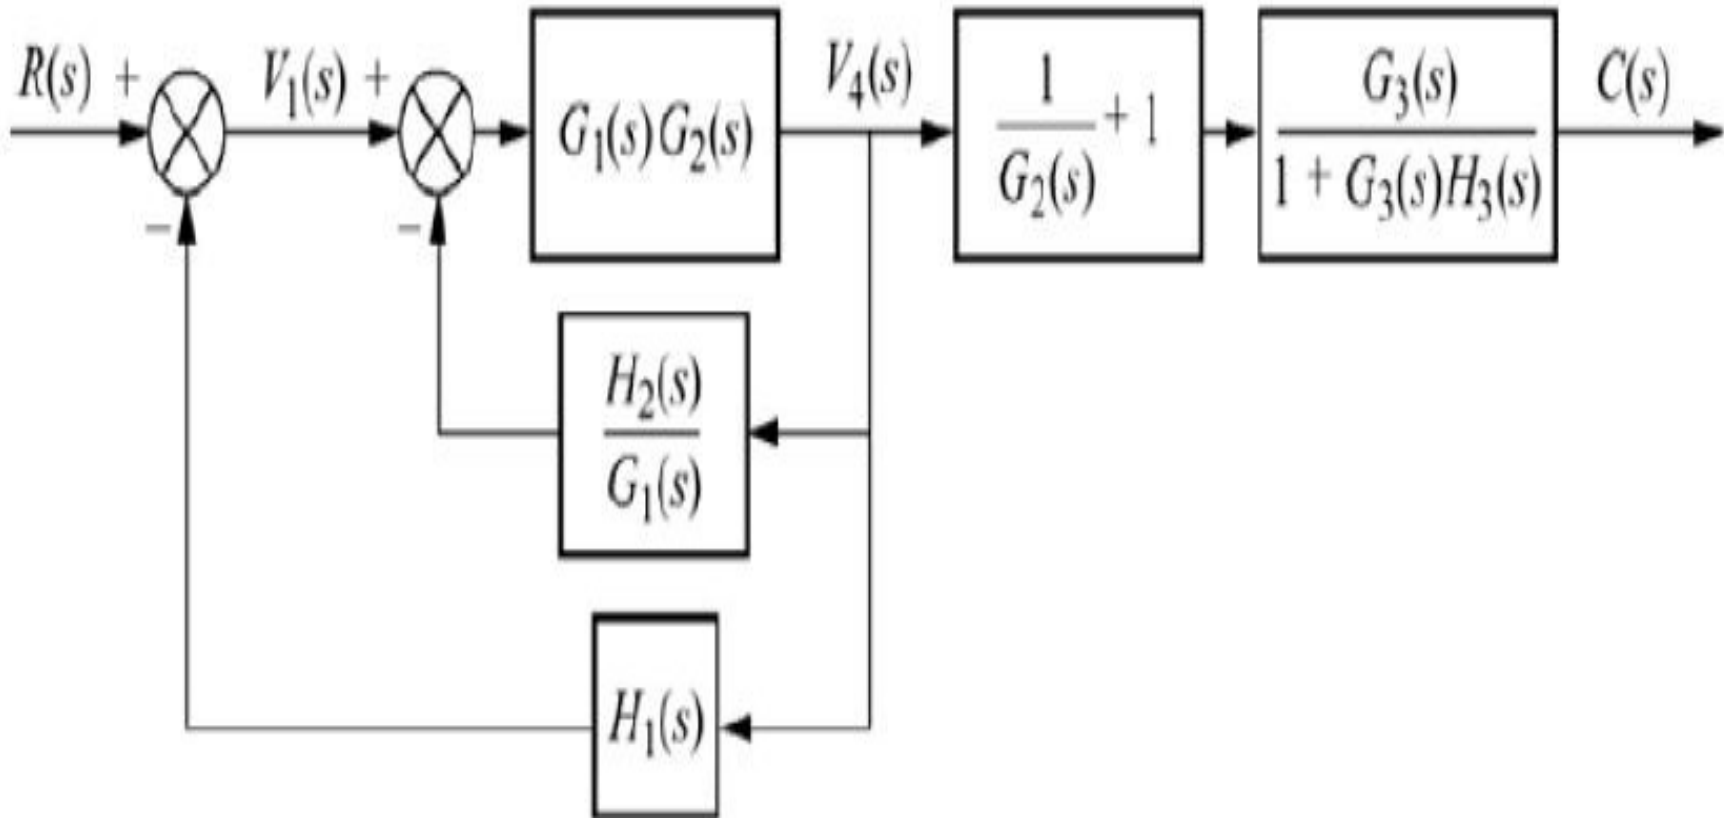 R(s) +
V₁(s) +
−
−
G₁(s)G₂(s)
V₄(s)
1
G₂(s)
+ 1
G₃(s)
1 + G₃(s)H₃(s)
C(s)
H₂(s)
G₁(s)
H₁(s)